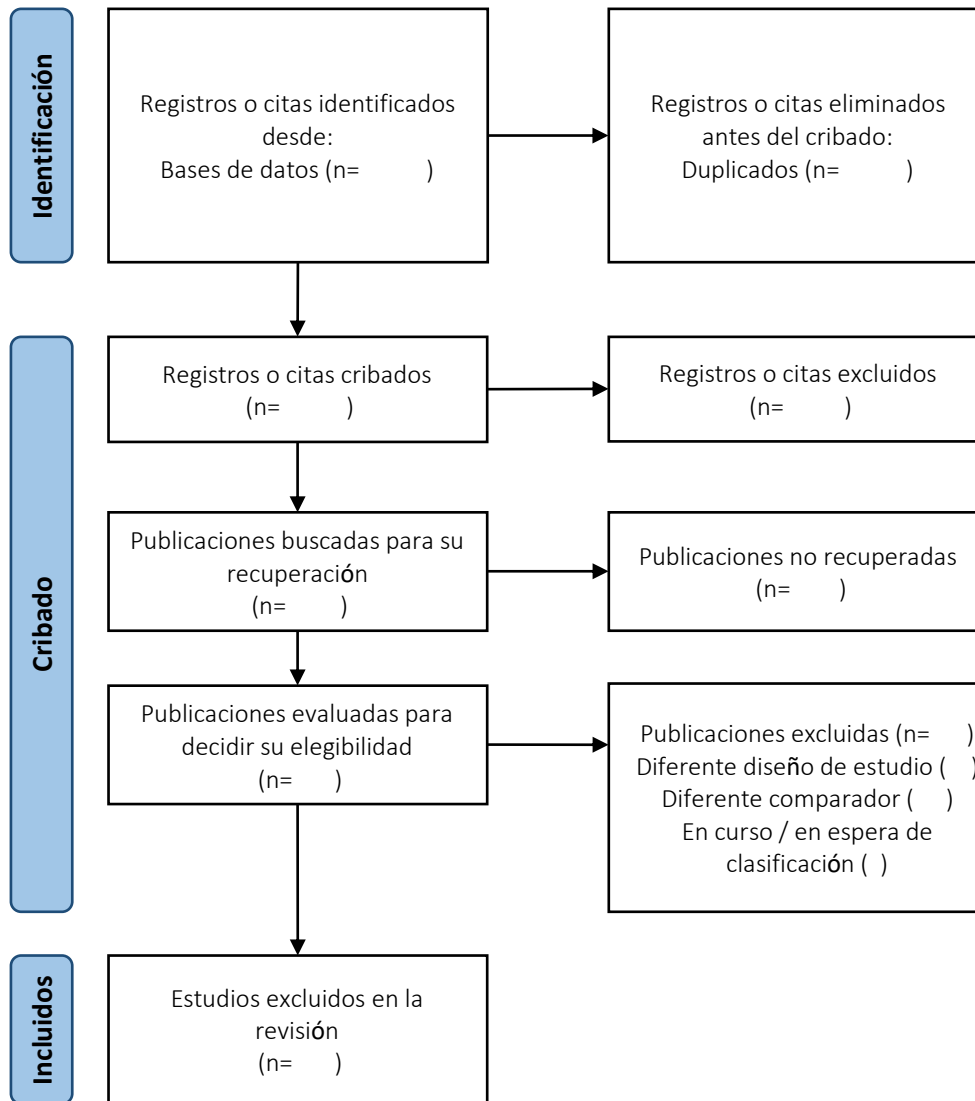 Identificación
Registros o citas identificados
desde:
Bases de datos (n= )
Registros o citas eliminados
antes del cribado:
Duplicados (n= )
Cribado
Registros o citas cribados
(n= )
Registros o citas excluidos
(n= )
Publicaciones buscadas para su
recuperación
(n= )
Publicaciones no recuperadas
(n= )
Publicaciones evaluadas para
decidir su elegibilidad
(n= )
Publicaciones excluidas (n= )
Diferente diseño de estudio ( )
Diferente comparador ( )
En curso / en espera de
clasificación ( )
Incluidos
Estudios excluidos en la
revisión
(n= )